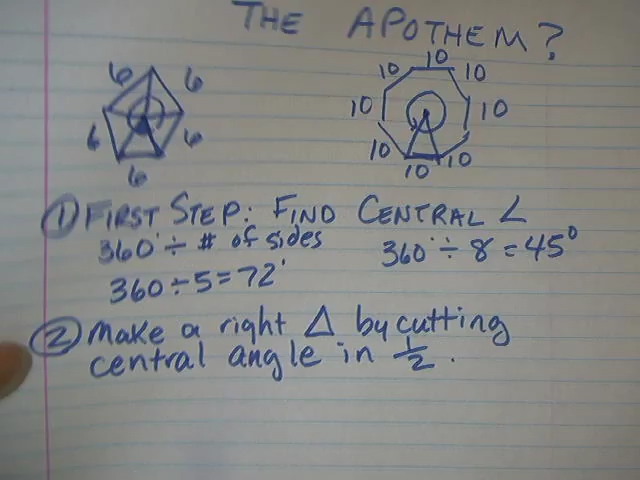 THE APOTHEM?
6 6 6 6 6
10 10 10 10 10 10 10 10
① FIRST STEP: FIND CENTRAL ∠
360° ÷ # of sides
360° ÷ 8 = 45°
360 ÷ 5 = 72°
② Make a right △ by cutting
central angle in 1/2.